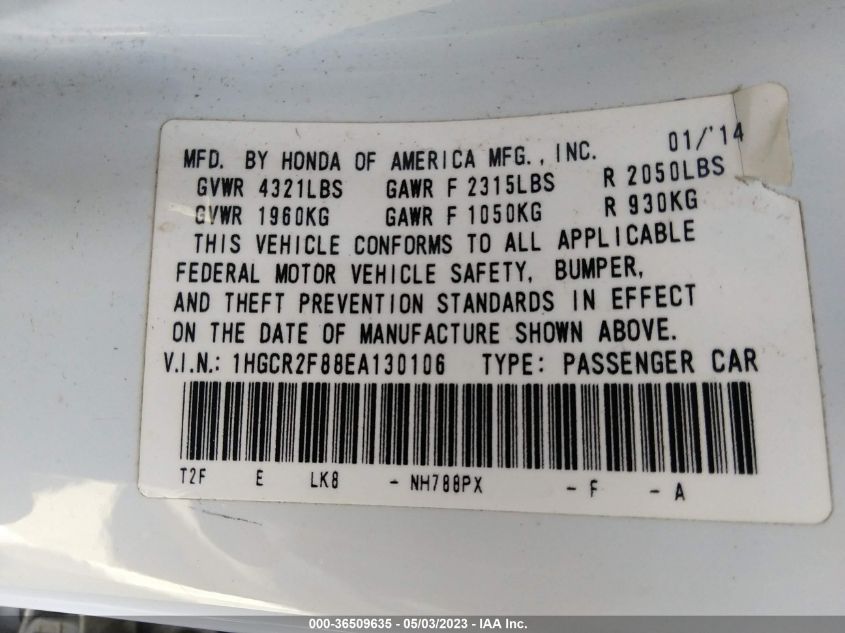 MFD. BY HONDA OF AMERICA MFG., INC. 01/'14
GVWR 4321LBS GAWR F 2315LBS R 2050LBS
GVWR 1960KG GAWR F 1050KG R 930KG
THIS VEHICLE CONFORMS TO ALL APPLICABLE
FEDERAL MOTOR VEHICLE SAFETY, BUMPER,
AND THEFT PREVENTION STANDARDS IN EFFECT
ON THE DATE OF MANUFACTURE SHOWN ABOVE.
V.I.N.: 1HGCR2F88EA130106 TYPE: PASSENGER CAR
T2F E LK8 - NH788PX - F - A
000-36509635 - 05/03/2023 - IAA Inc.